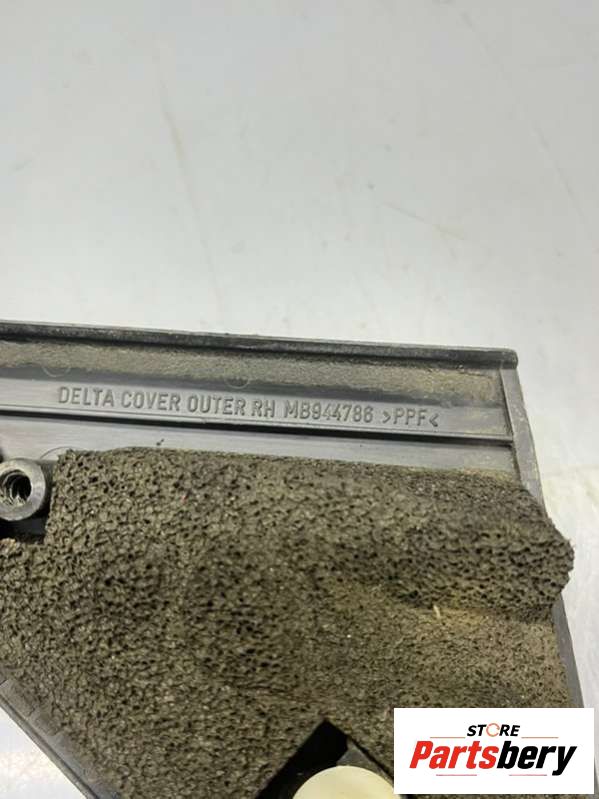 DELTA COVER OUTER RH MB944786 >PPF<
STORE
Partsbery